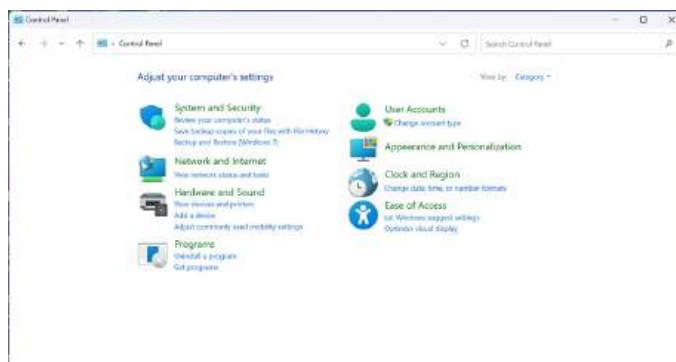 Control Panel
Control Panel
Search Control Panel
Adjust your computer's settings
View by: Category
System and Security
Review your computer's status
Save backup copies of your files with File History
Backup and Restore (Windows 7)
Network and Internet
View network status and tasks
Hardware and Sound
View devices and printers
Add a device
Adjust commonly used mobility settings
Programs
Uninstall a program
Get programs
User Accounts
Change account type
Appearance and Personalization
Clock and Region
Change date, time, or number formats
Ease of Access
Let Windows suggest settings
Optimize visual display